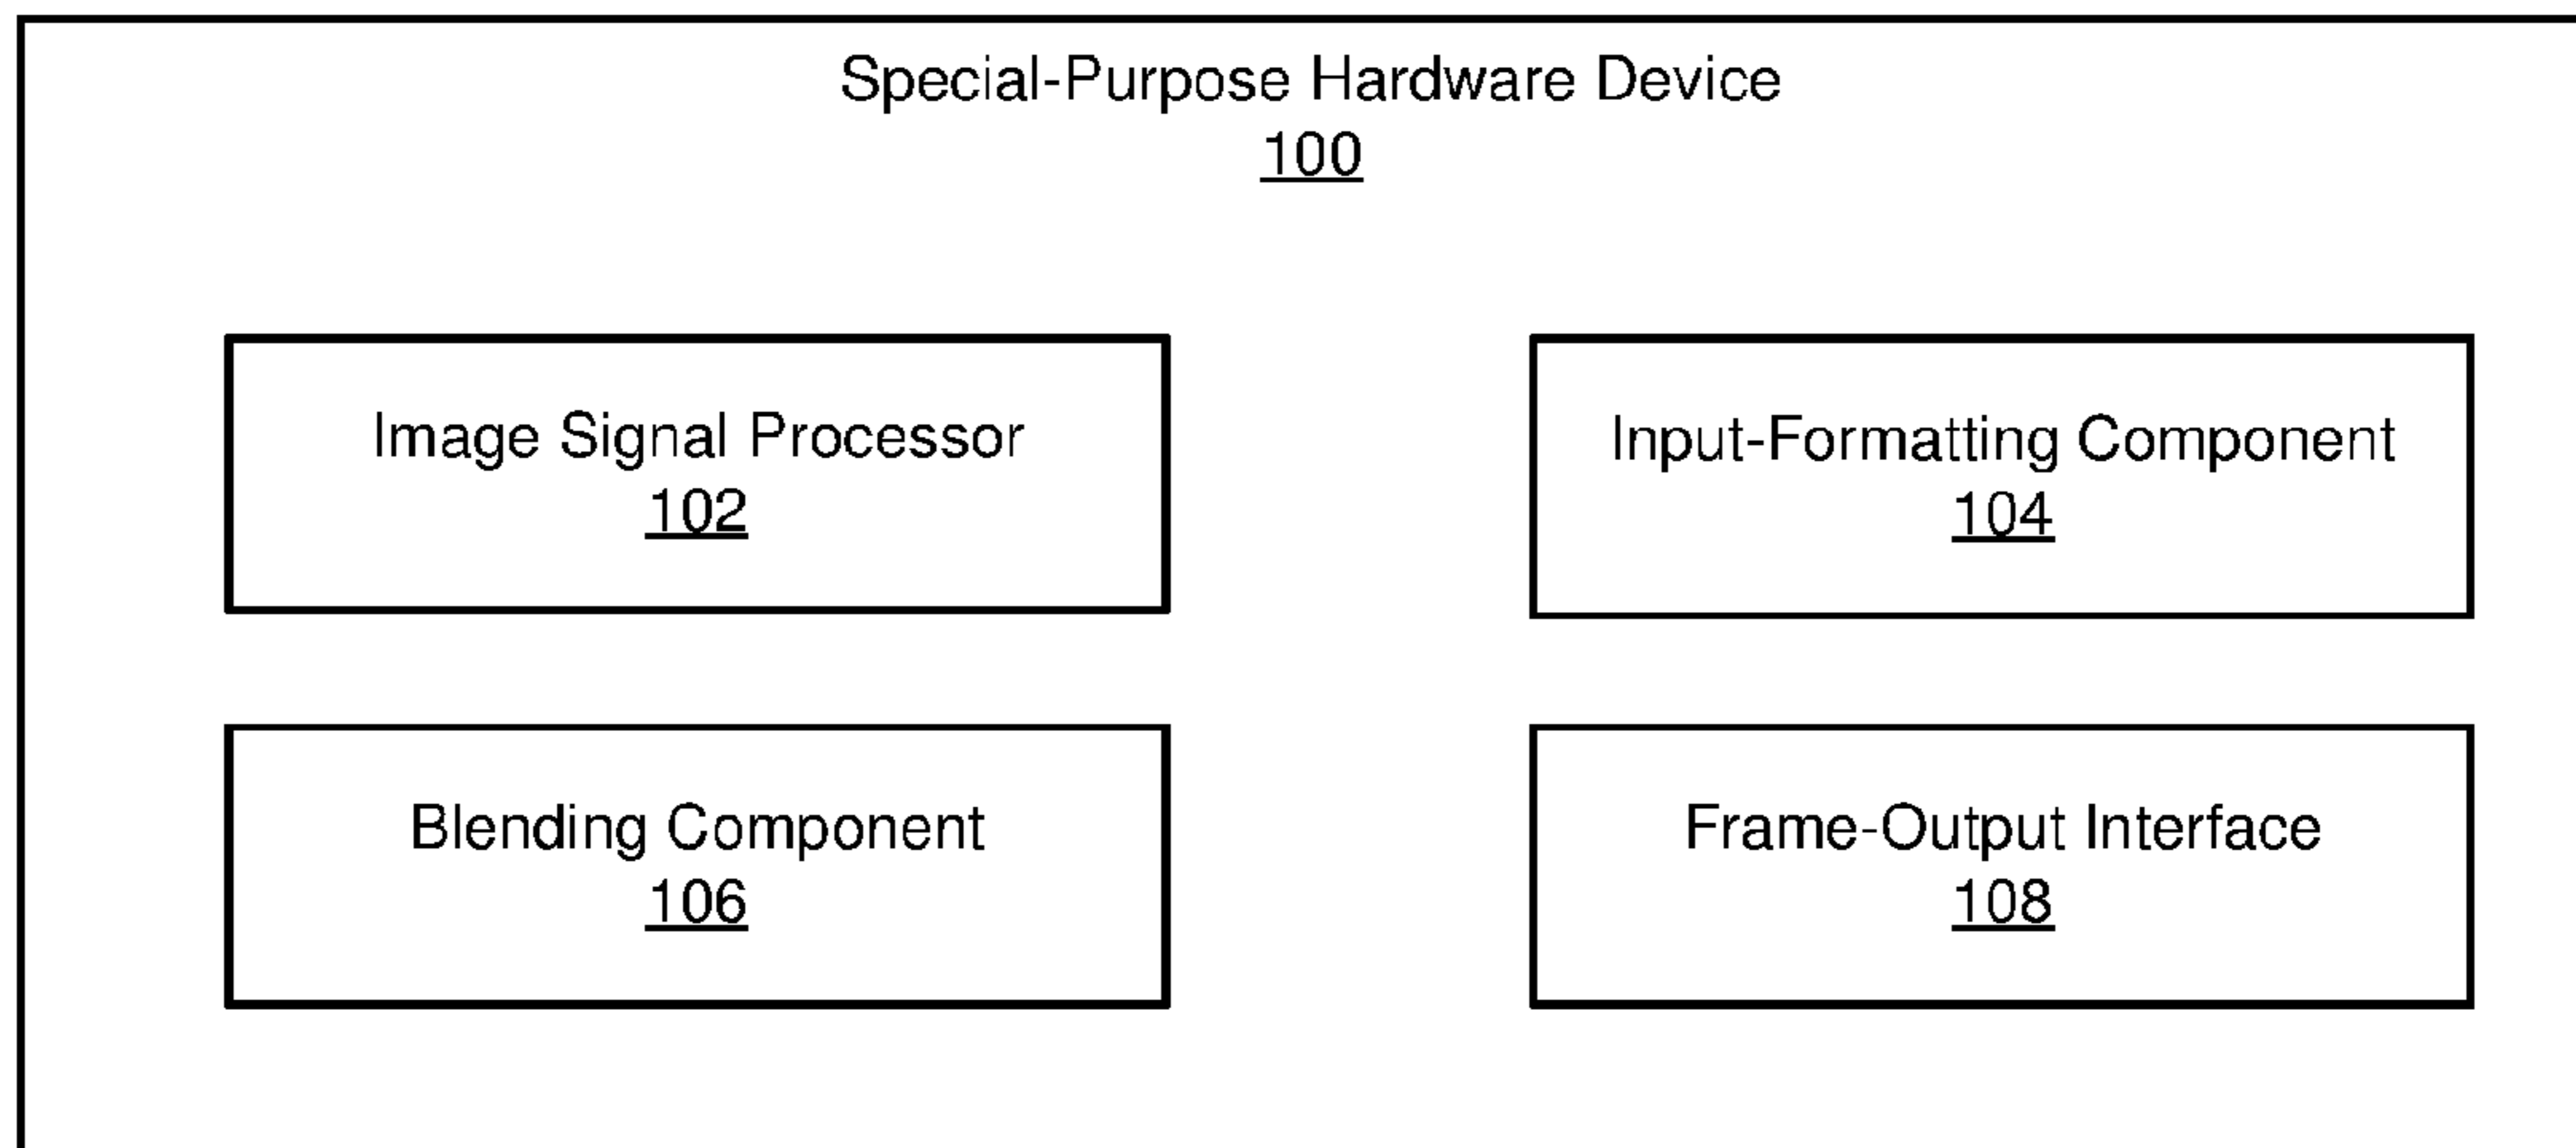 Special-Purpose Hardware Device
100
Image Signal Processor
102
Input-Formatting Component
104
Blending Component
106
Frame-Output Interface
108